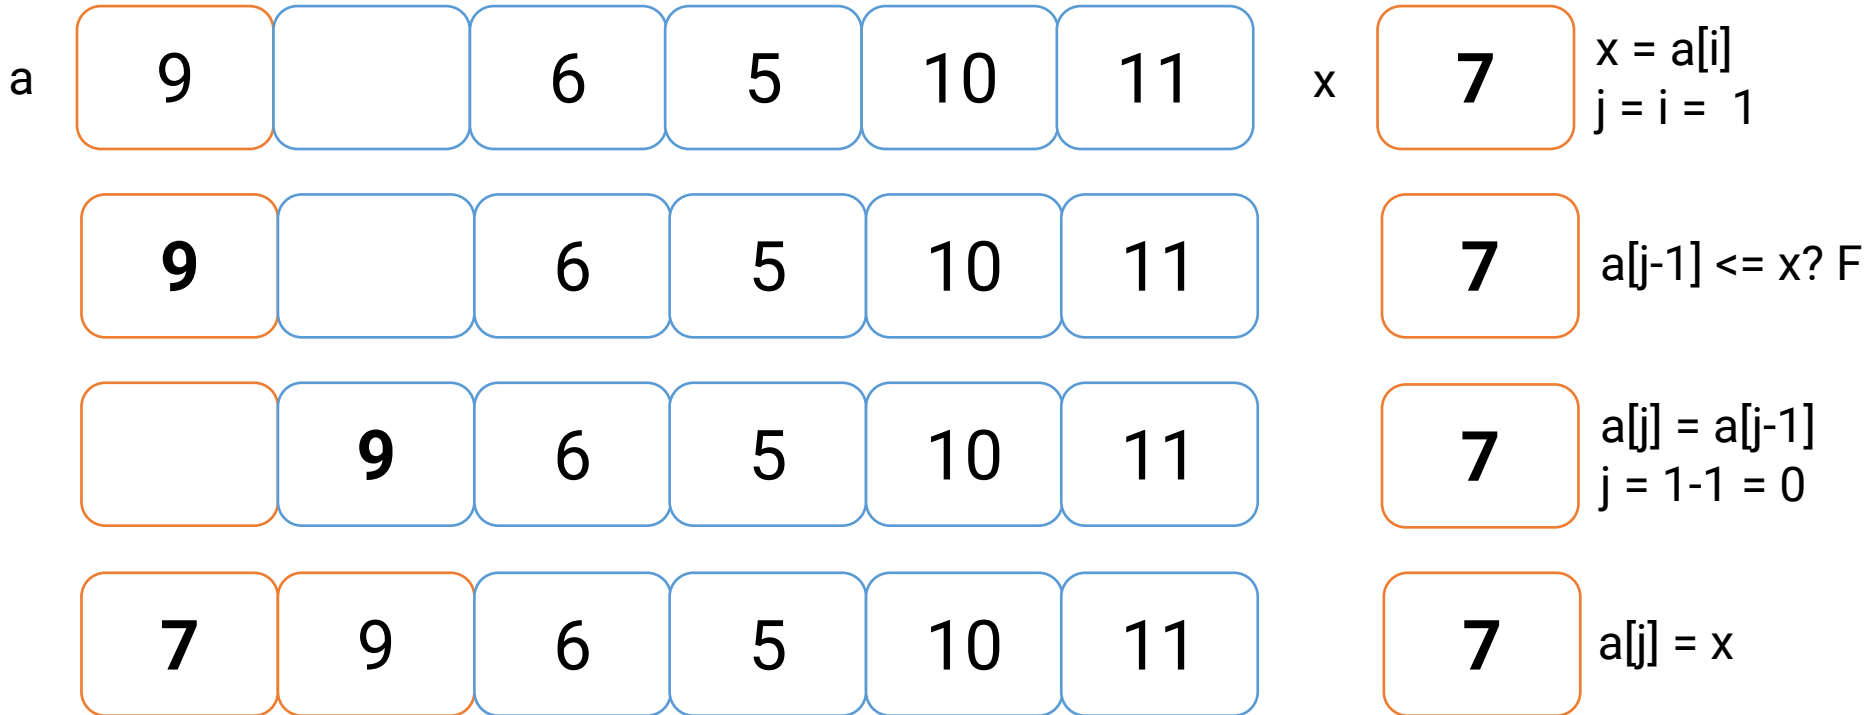 a 9 6 5 10 11 x 7 x = a[i]
j = i = 1
9 6 5 10 11 7 a[j-1] <= x? F
9 6 5 10 11 7 a[j] = a[j-1]
j = 1-1 = 0
7 9 6 5 10 11 7 a[j] = x